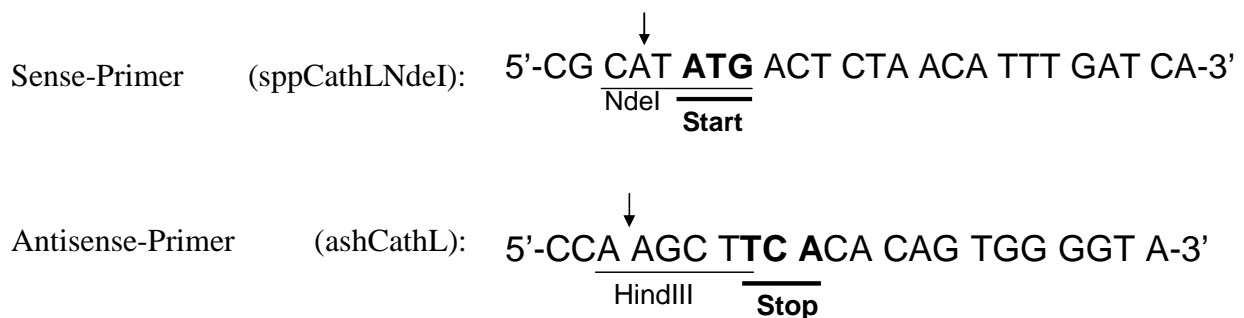 Sense-Primer (sppCathLNdeI): 5'-CG CAT ATG ACT CTA ACA TTT GAT CA-3'
NdeI
Start
Antisense-Primer (ashCathL): 5'-CCA AGC TTC ACA CAG TGG GGT A-3'
HindIII
Stop